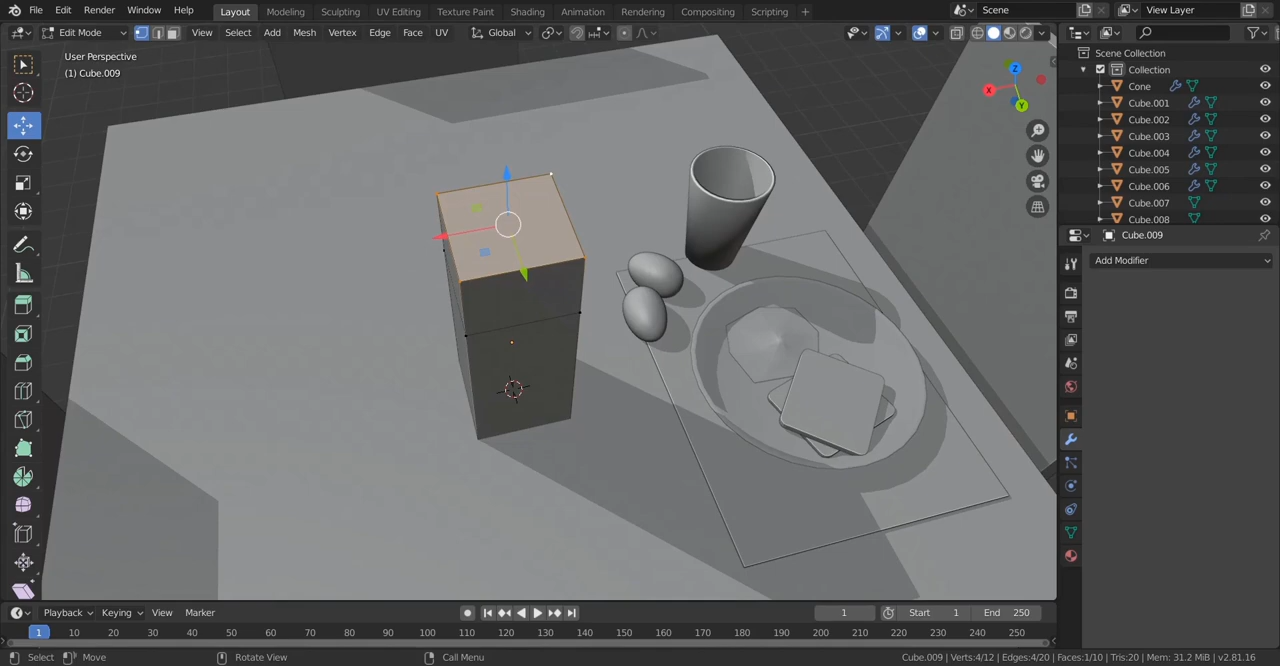 File Edit Render Window Help Layout Modeling Sculpting UV Editing Texture Paint Shading Animation Rendering Compositing Scripting + Scene View Layer
Edit Mode View Select Add Mesh Vertex Edge Face UV Global
User Perspective
(1) Cube.009
Z
X
Y
Scene Collection
Collection
Cone
Cube.001
Cube.002
Cube.003
Cube.004
Cube.005
Cube.006
Cube.007
Cube.008
Cube.009
Add Modifier
Playback Keying View Marker 1 Start 1 End 250
1 10 20 30 40 50 60 70 80 90 100 110 120 130 140 150 160 170 180 190 200 210 220 230 240 250
Select Move Rotate View Call Menu Cube.009 | Verts:4/12 | Edges:4/20 | Faces:1/10 | Tris:20 | Mem: 31.2 MiB | v2.81.16